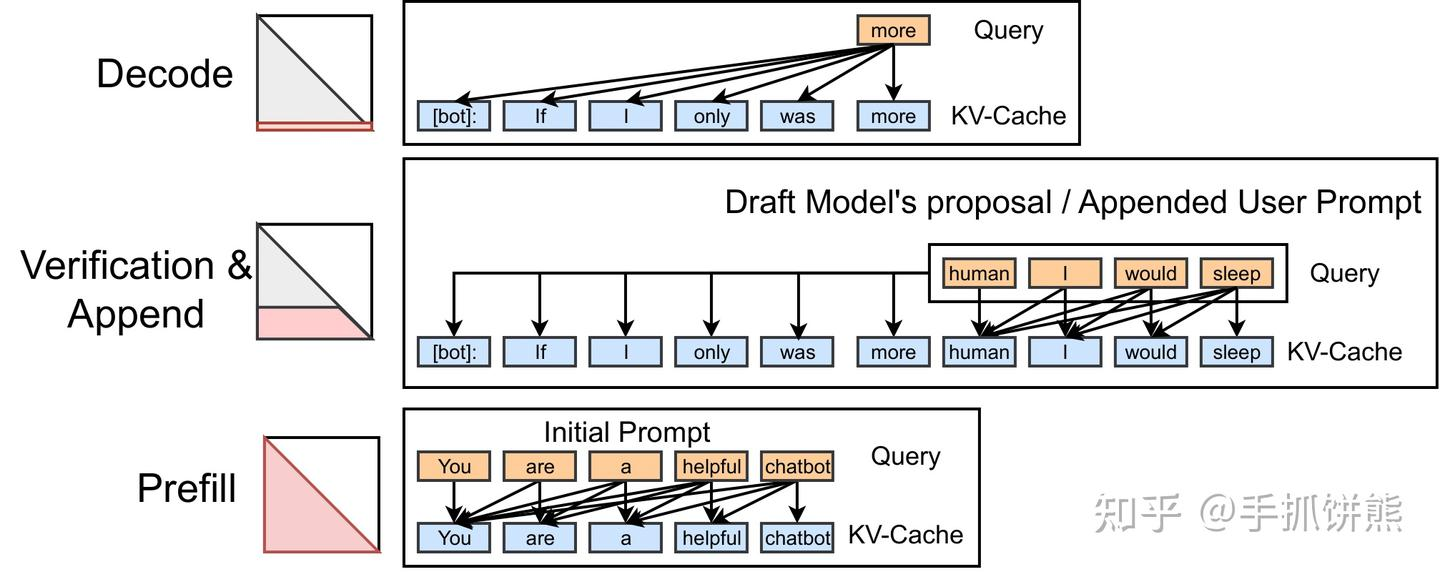 Decode
more
Query
[bot]: If I only was more
KV-Cache
Verification &
Append
Draft Model's proposal / Appended User Prompt
human I would sleep
Query
[bot]: If I only was more human I would sleep
KV-Cache
Prefill
Initial Prompt
You are a helpful chatbot
Query
You are a helpful chatbot
KV-Cache
知乎 @手抓饼熊